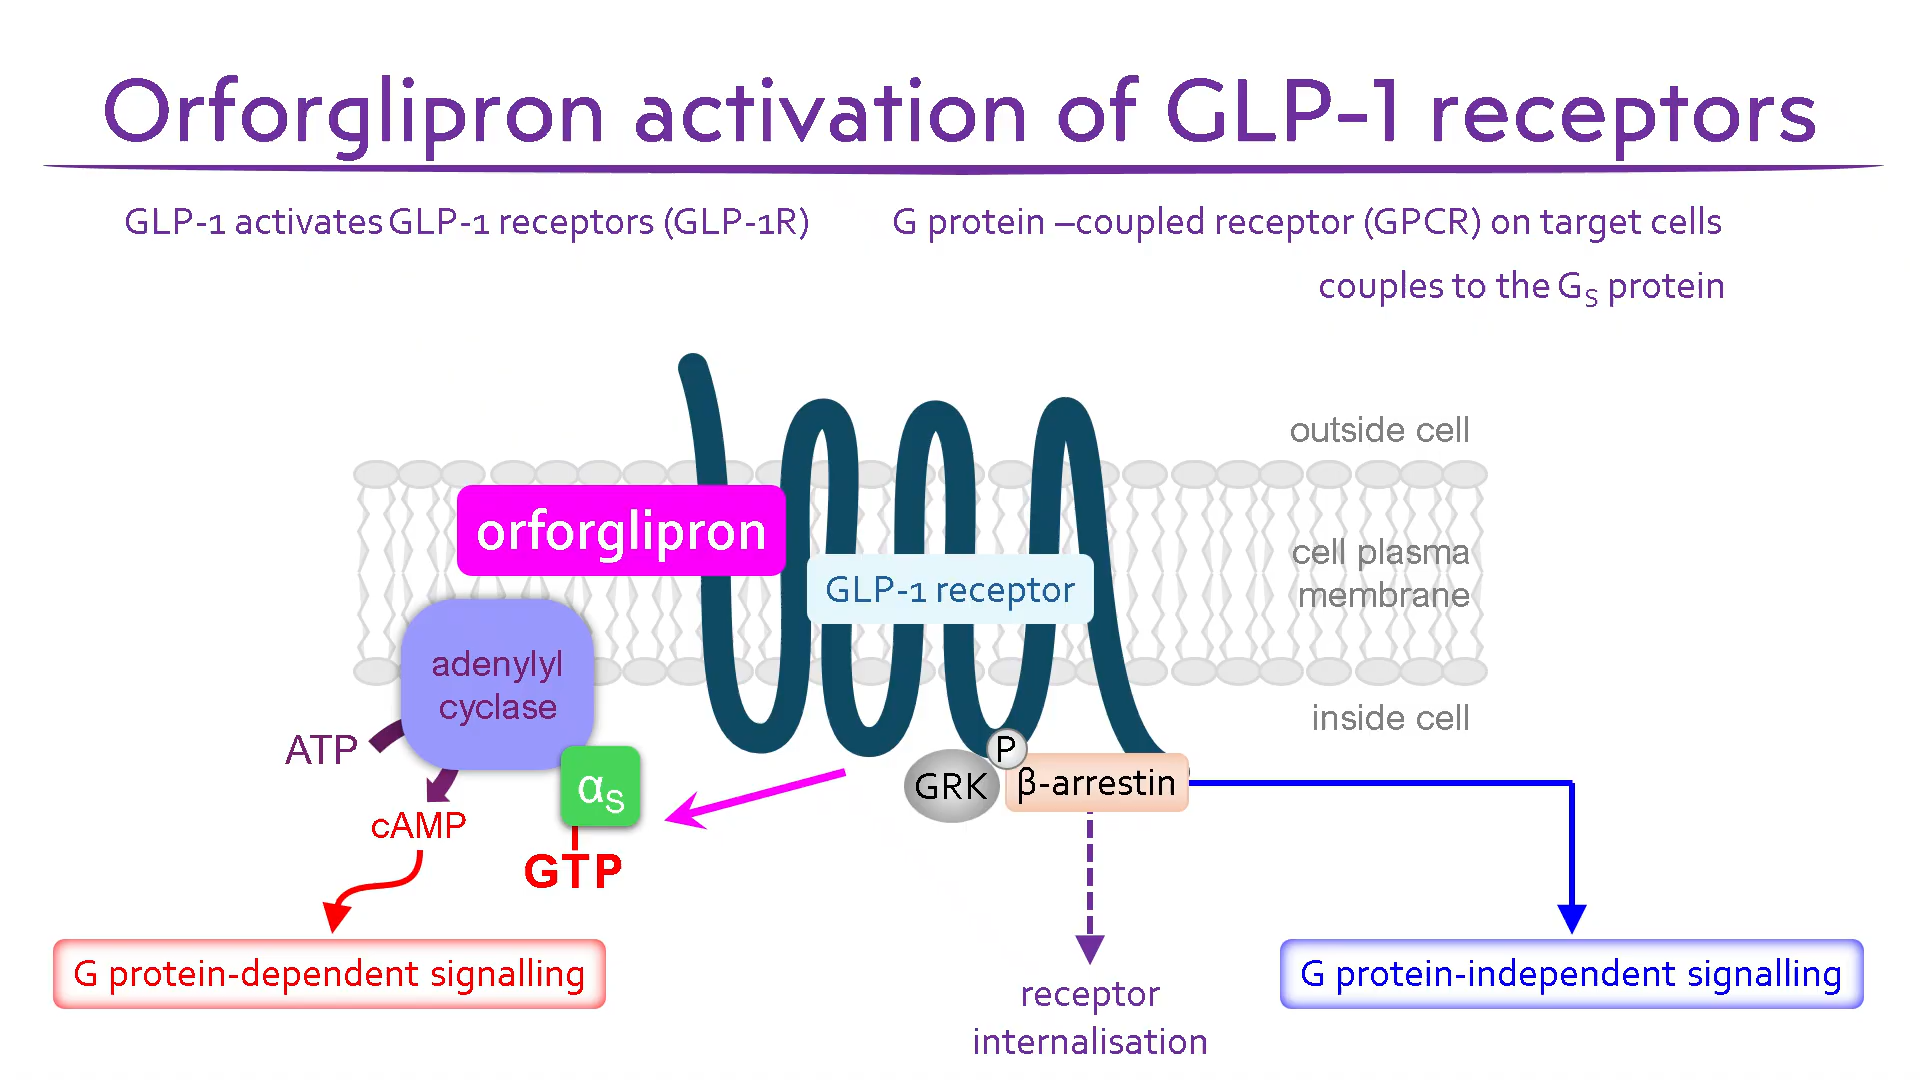 Orforglipron activation of GLP-1 receptors
GLP-1 activates GLP-1 receptors (GLP-1R)
G protein –coupled receptor (GPCR) on target cells
couples to the GS protein
outside cell
orforglipron
cell plasma
membrane
GLP-1 receptor
adenylyl
cyclase
inside cell
ATP
P
GRK
β-arrestin
αS
cAMP
GTP
G protein-dependent signalling
G protein-independent signalling
receptor
internalisation